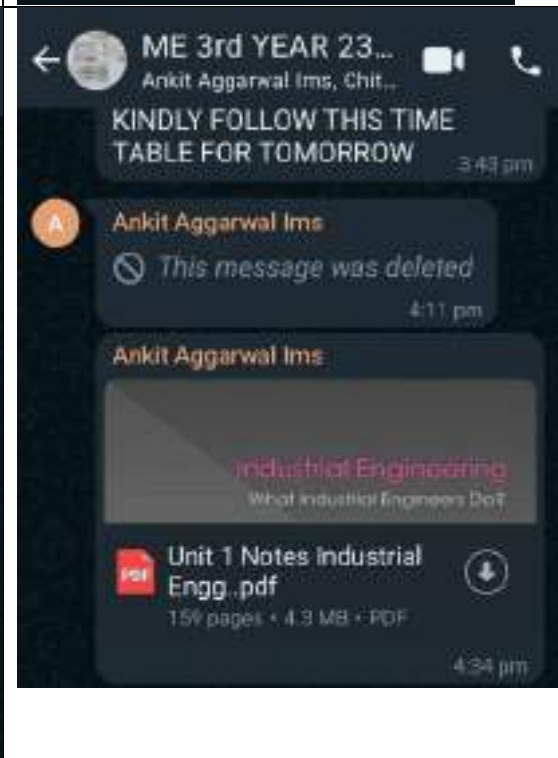 ME 3rd YEAR 23...
Ankit Aggarwal Ims, Chit...
KINDLY FOLLOW THIS TIME
TABLE FOR TOMORROW
3:43 pm
Ankit Aggarwal Ims
This message was deleted
4:11 pm
Ankit Aggarwal Ims
Industrial Engineering
What Industrial Engineers Do?
PDF
Unit 1 Notes Industrial
Engg..pdf
159 pages • 4.3 MB • PDF
4:34 pm
A